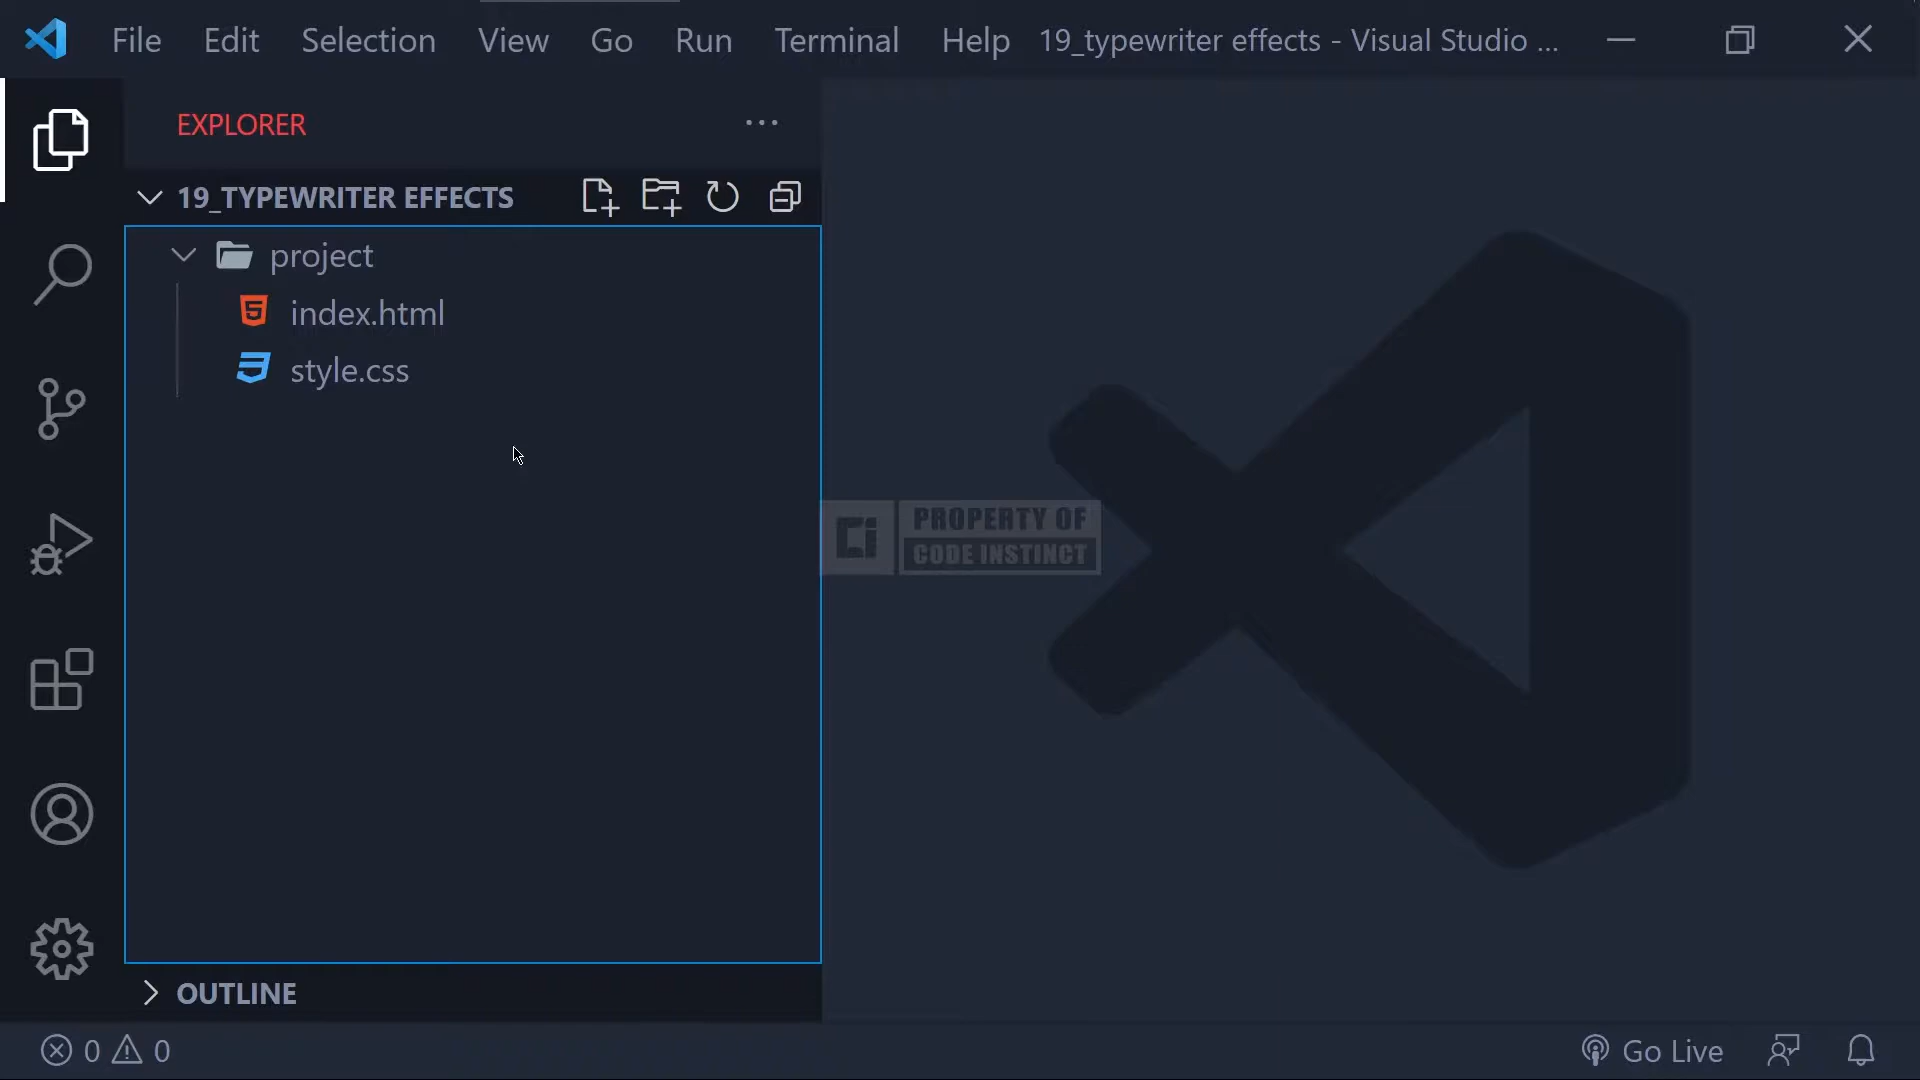 File Edit Selection View Go Run Terminal Help 19_typewriter effects - Visual Studio ...
EXPLORER
19_TYPEWRITER EFFECTS
project
index.html
style.css
PROPERTY OF
CODE INSTINCT
OUTLINE
0 0 Go Live